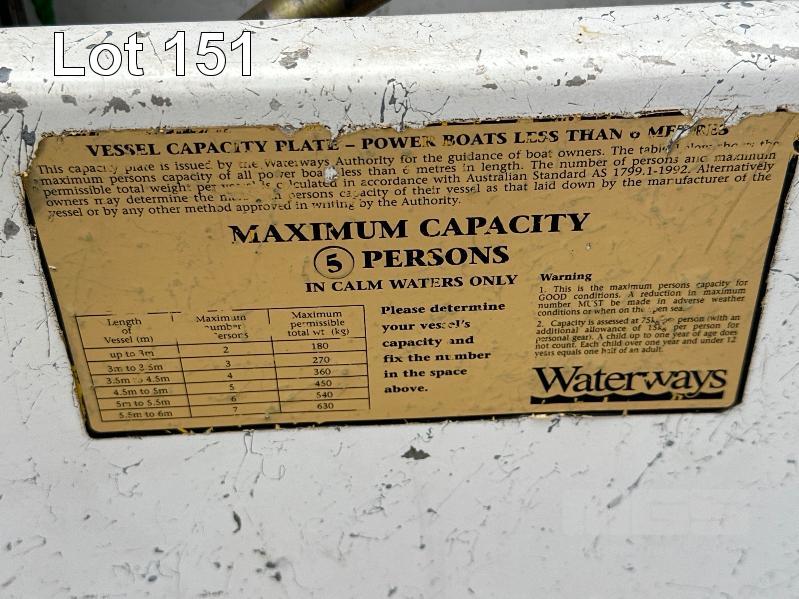 Lot 151
VESSEL CAPACITY PLATE – POWER BOATS LESS THAN 6 METRES
This capacity plate is issued by the Waterways Authority for the guidance of boat owners. The table below shows the
maximum persons capacity of all power boats less than 6 metres in length. The number of persons and maximum
permissible total weight per vessel is calculated in accordance with Australian Standard AS 1799.1-1992. Alternatively
owners may determine the maximum persons capacity of their vessel as that laid down by the manufacturer of the
vessel or by any other method approved in writing by the Authority.
MAXIMUM CAPACITY
5 PERSONS
IN CALM WATERS ONLY
Length of Vessel (m) Maximum number Persons Maximum permissible total wt. (kg)
up to 3m 2 180
3m to 3.5m 3 270
3.5m to 4.5m 4 360
4.5m to 5m 5 450
5m to 5.5m 6 540
5.5m to 6m 7 630
Please determine
your vessel's
capacity and
fix the number
in the space
above.
Warning
1. This is the maximum persons capacity for
GOOD conditions. A reduction in maximum
number MUST be made in adverse weather
conditions or when on the open sea.
2. Capacity is assessed at 75kg per person (with an
additional allowance of 15kg per person for
personal gear). A child up to one year of age does
not count. Each child over one year and under 12
years equals one half of an adult.
Waterways